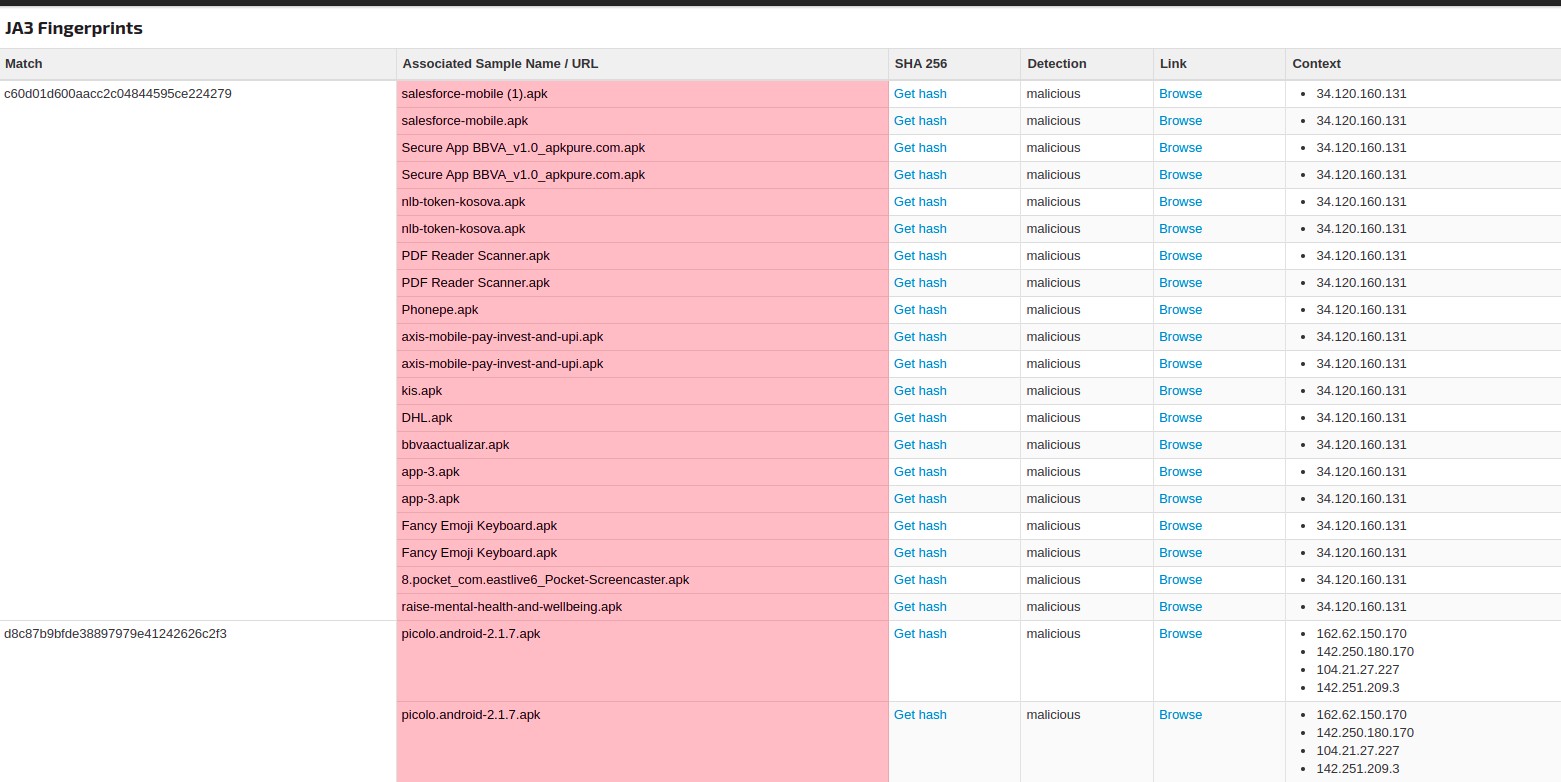 JA3 Fingerprints
Match Associated Sample Name / URL SHA 256 Detection Link Context
c60d01d600aacc2c04844595ce224279 salesforce-mobile (1).apk Get hash malicious Browse • 34.120.160.131
salesforce-mobile.apk Get hash malicious Browse • 34.120.160.131
Secure App BBVA_v1.0_apkpure.com.apk Get hash malicious Browse • 34.120.160.131
Secure App BBVA_v1.0_apkpure.com.apk Get hash malicious Browse • 34.120.160.131
nlb-token-kosova.apk Get hash malicious Browse • 34.120.160.131
nlb-token-kosova.apk Get hash malicious Browse • 34.120.160.131
PDF Reader Scanner.apk Get hash malicious Browse • 34.120.160.131
PDF Reader Scanner.apk Get hash malicious Browse • 34.120.160.131
Phonepe.apk Get hash malicious Browse • 34.120.160.131
axis-mobile-pay-invest-and-upi.apk Get hash malicious Browse • 34.120.160.131
axis-mobile-pay-invest-and-upi.apk Get hash malicious Browse • 34.120.160.131
kis.apk Get hash malicious Browse • 34.120.160.131
DHL.apk Get hash malicious Browse • 34.120.160.131
bbvaactualizar.apk Get hash malicious Browse • 34.120.160.131
app-3.apk Get hash malicious Browse • 34.120.160.131
app-3.apk Get hash malicious Browse • 34.120.160.131
Fancy Emoji Keyboard.apk Get hash malicious Browse • 34.120.160.131
Fancy Emoji Keyboard.apk Get hash malicious Browse • 34.120.160.131
8.pocket_com.eastlive6_Pocket-Screencaster.apk Get hash malicious Browse • 34.120.160.131
raise-mental-health-and-wellbeing.apk Get hash malicious Browse • 34.120.160.131
d8c87b9bfde38897979e41242626c2f3 picolo.android-2.1.7.apk Get hash malicious Browse • 162.62.150.170
• 142.250.180.170
• 104.21.27.227
• 142.251.209.3
picolo.android-2.1.7.apk Get hash malicious Browse • 162.62.150.170
• 142.250.180.170
• 104.21.27.227
• 142.251.209.3